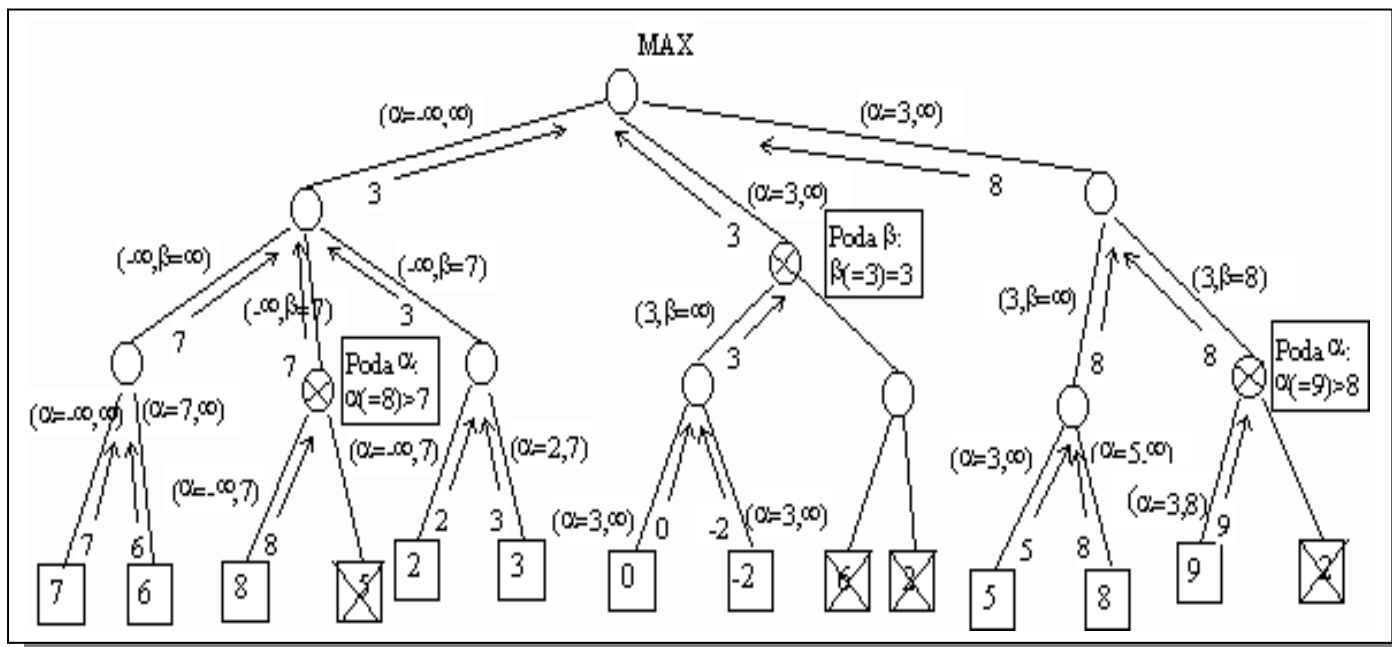 MAX
(α=-∞,∞)
(α=3,∞)
3
8
(α=3,∞)
3
Poda β:
β(=3)=3
(-∞,β=∞)
(-∞,β=7)
(-∞,β=7)
(3,β=∞)
(3,β=∞)
(3,β=8)
7
7
3
3
8
8
Poda α:
α(=8)>7
Poda α:
α(=9)>8
(α=-∞,∞)
(α=7,∞)
(α=-∞,7)
(α=-∞,7)
(α=2,7)
(α=3,∞)
(α=3,∞)
(α=3,∞)
(α=5,∞)
(α=3,8)
7
6
8
2
3
0
-2
5
8
9
7
6
8
5
2
3
0
-2
6
5
8
9
2